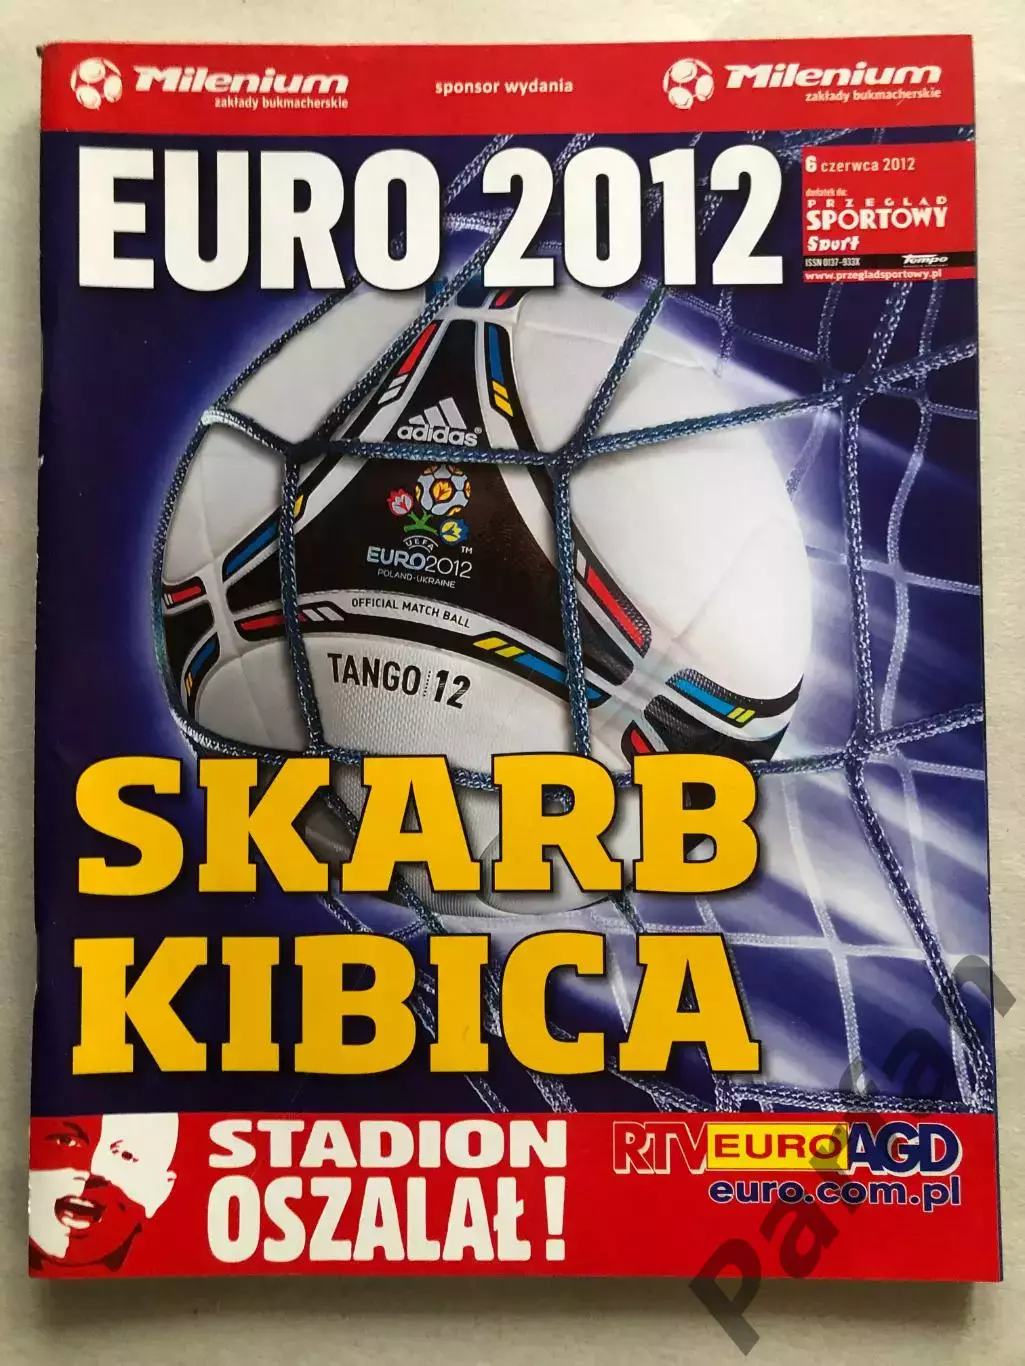 Milenium
zakłady bukmacherskie
sponsor wydania
Milenium
zakłady bukmacherskie
EURO 2012
6 czerwca 2012
dodatek do:
PRZEGLĄD
SPORTOWY
Sport
ISSN 0137-933X
tempo
www.przegladsportowy.pl
adidas
UEFA
EURO2012™
POLAND-UKRAINE
OFFICIAL MATCH BALL
TANGO 12
SKARB
KIBICA
STADION
OSZALAŁ!
RTV EURO AGD
euro.com.pl
Parfan